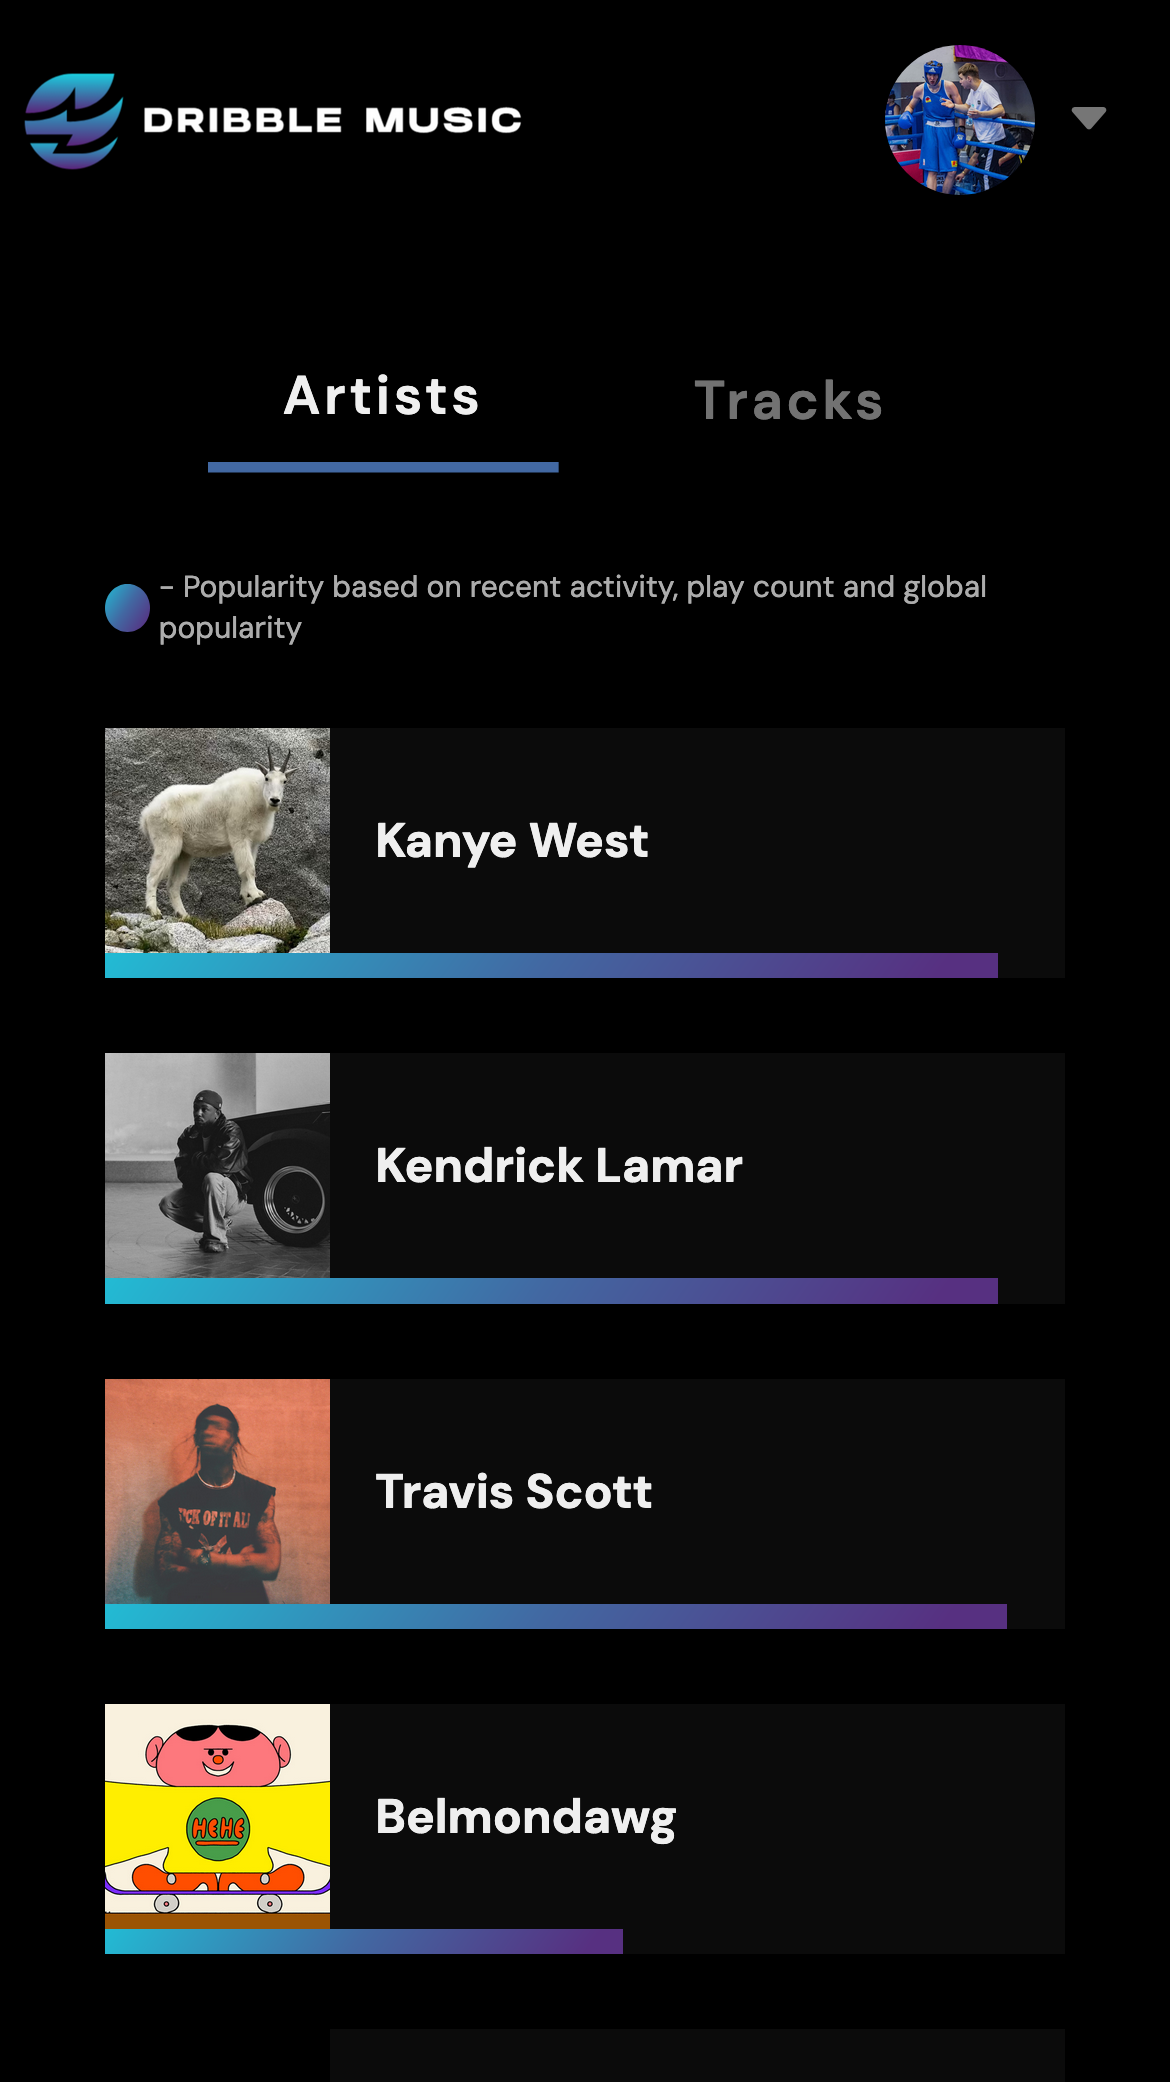 DRIBBLE MUSIC
Artists
Tracks
- Popularity based on recent activity, play count and global
popularity
Kanye West
Kendrick Lamar
Travis Scott
OF IT ALL
Belmondawg
HEHE